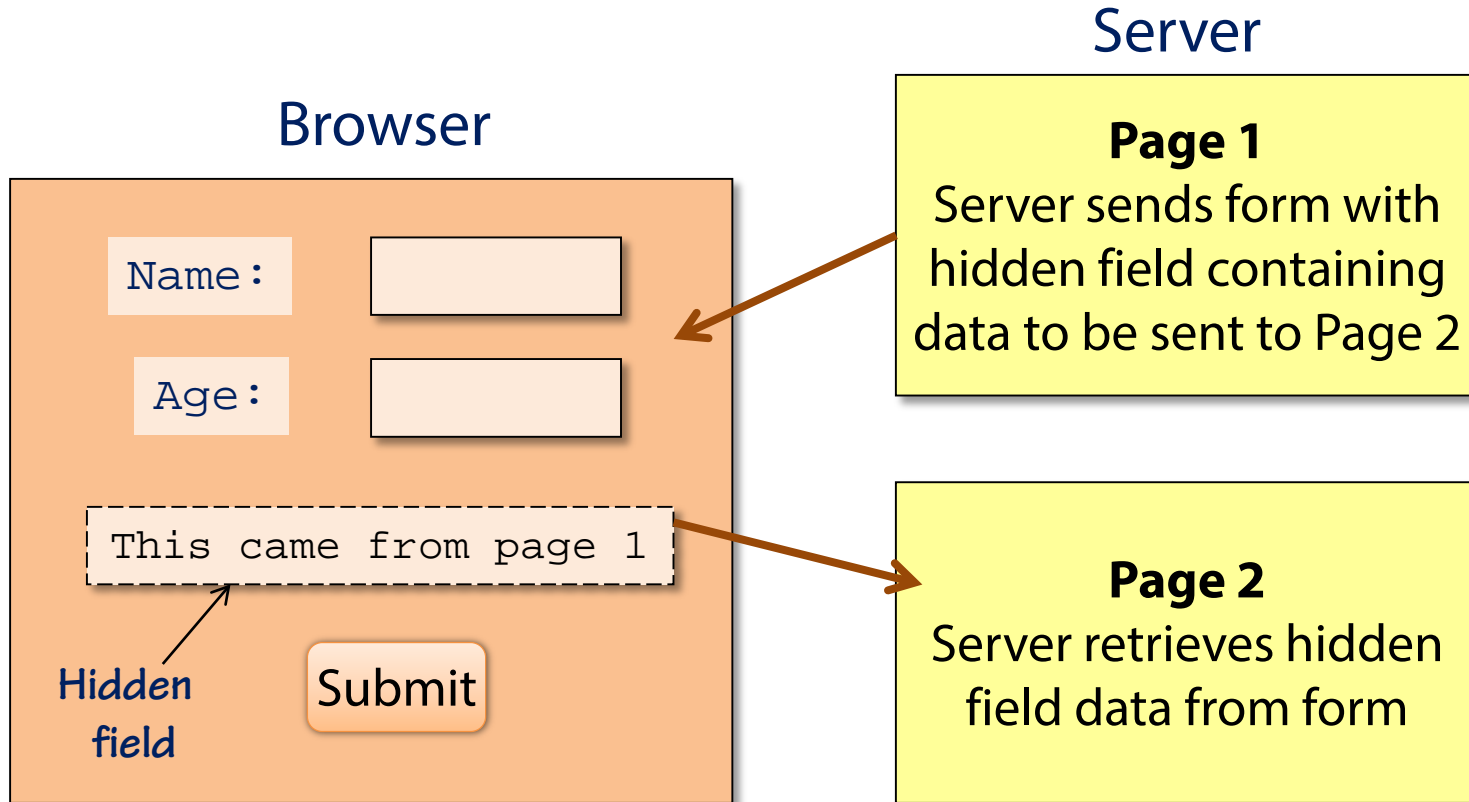 Server
Browser
Page 1
Server sends form with
hidden field containing
data to be sent to Page 2
Name:
Age:
This came from page 1
Hidden
field
Submit
Page 2
Server retrieves hidden
field data from form